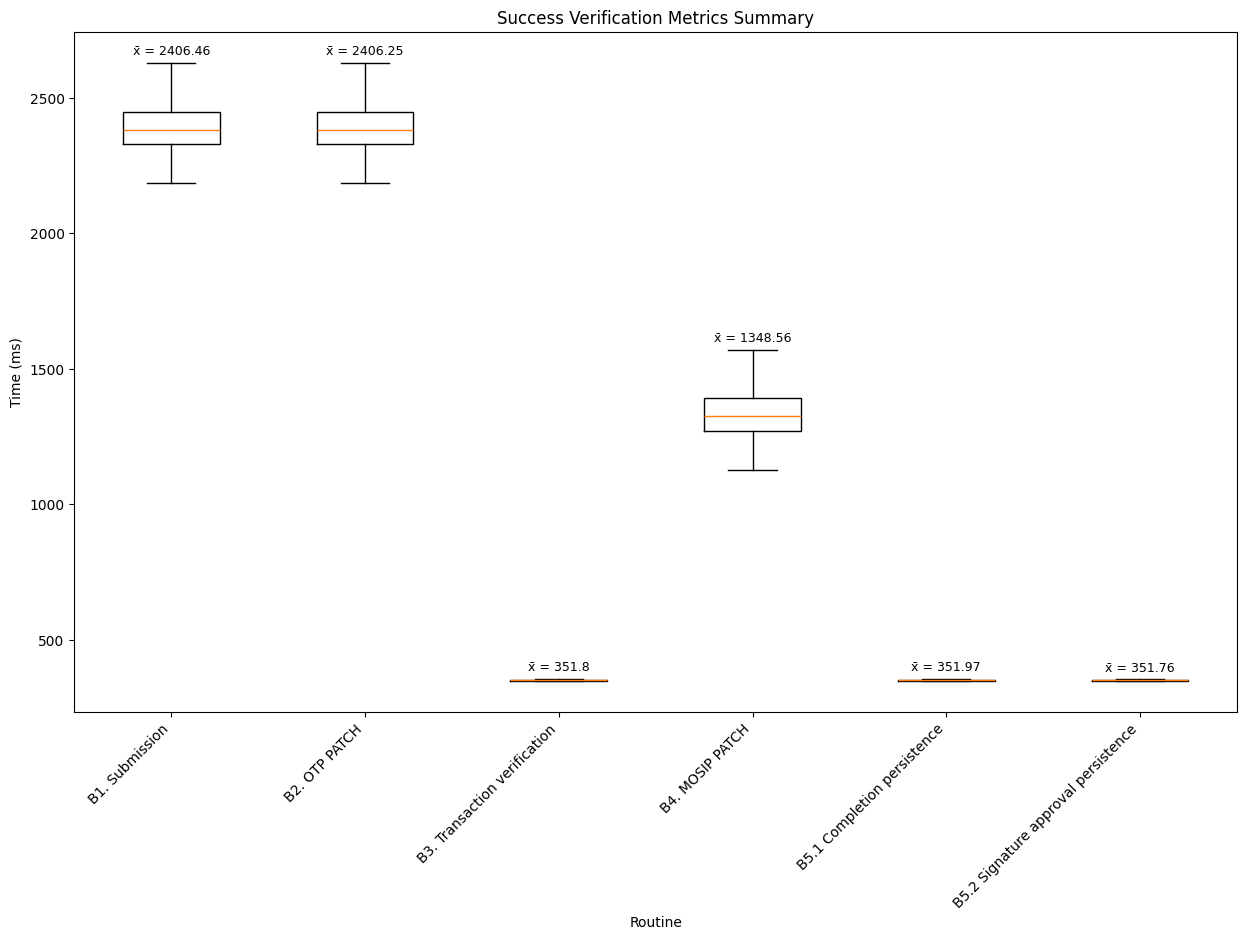 Success Verification Metrics Summary
x̄ = 2406.46
x̄ = 2406.25
2500
2000
x̄ = 1348.56
1500
Time (ms)
1000
500
x̄ = 351.8
x̄ = 351.97
x̄ = 351.76
B1. Submission
B2. OTP PATCH
B3. Transaction verification
B4. MOSIP PATCH
B5.1 Completion persistence
B5.2 Signature approval persistence
Routine